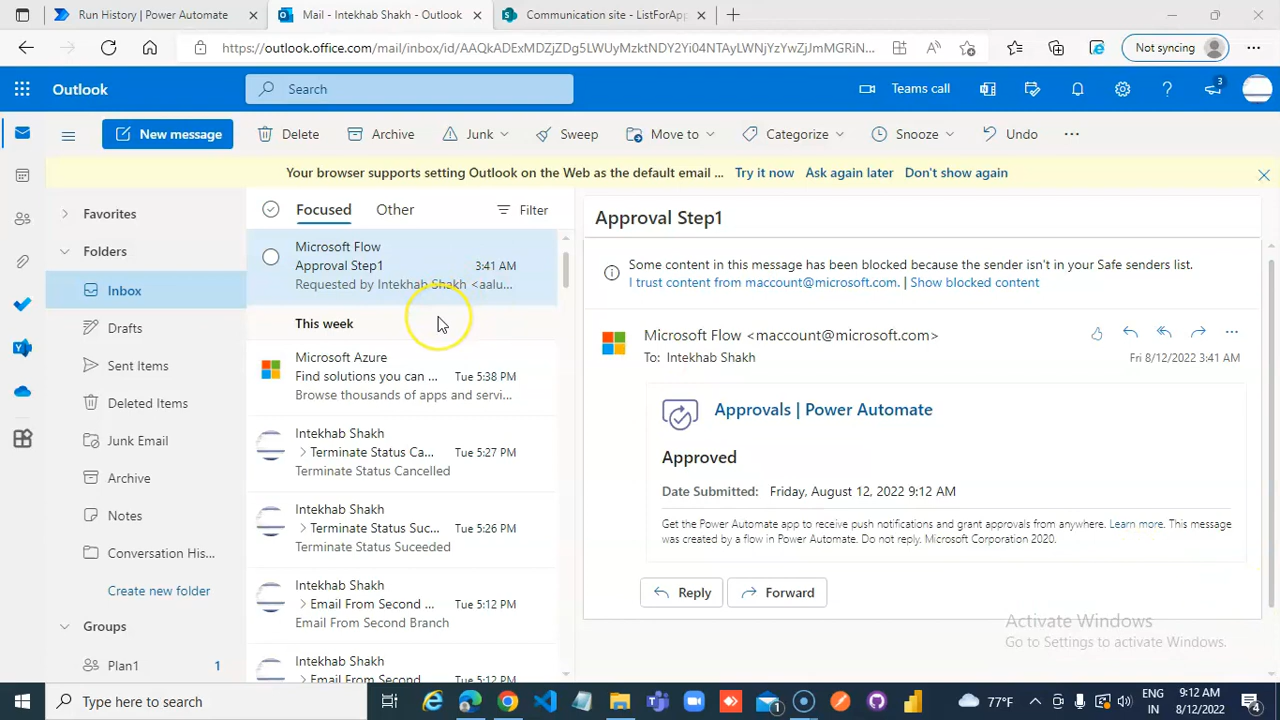 Run History | Power Automate
Mail - Intekhab Shakh - Outlook
Communication site - ListForApp
https://outlook.office.com/mail/inbox/id/AAQkADExMDZjZDg5LWUyMzktNDY2Yi04NTAyLWNjYzYwZjJmMGRiN...
Not syncing
Outlook
Search
Teams call
3
New message
Delete
Archive
Junk
Sweep
Move to
Categorize
Snooze
Undo
Your browser supports setting Outlook on the Web as the default email ... Try it now Ask again later Don't show again
Favorites
Folders
Inbox
Drafts
Sent Items
Deleted Items
Junk Email
Archive
Notes
Conversation His...
Create new folder
Groups
Plan1 1
Focused Other Filter
Microsoft Flow
Approval Step1 3:41 AM
Requested by Intekhab Shakh <aalu...
This week
Microsoft Azure
Find solutions you can ... Tue 5:38 PM
Browse thousands of apps and servi...
Intekhab Shakh
Terminate Status Ca... Tue 5:27 PM
Terminate Status Cancelled
Intekhab Shakh
Terminate Status Suc... Tue 5:26 PM
Terminate Status Suceeded
Intekhab Shakh
Email From Second ... Tue 5:12 PM
Email From Second Branch
Intekhab Shakh
Email From Second ... Tue 5:12 PM
Approval Step1
Some content in this message has been blocked because the sender isn't in your Safe senders list.
I trust content from maccount@microsoft.com. | Show blocked content
Microsoft Flow <maccount@microsoft.com>
To: Intekhab Shakh
Fri 8/12/2022 3:41 AM
Approvals | Power Automate
Approved
Date Submitted: Friday, August 12, 2022 9:12 AM
Get the Power Automate app to receive push notifications and grant approvals from anywhere. Learn more. This message
was created by a flow in Power Automate. Do not reply. Microsoft Corporation 2020.
Reply
Forward
Activate Windows
Go to Settings to activate Windows.
Type here to search
1
77°F
ENG
IN
9:12 AM
8/12/2022
4